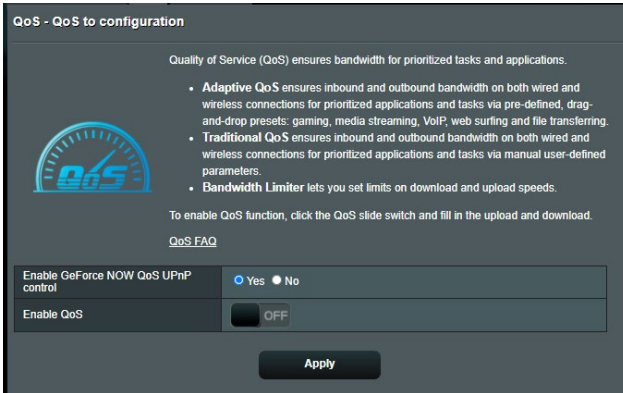 QoS - QoS to configuration
Quality of Service (QoS) ensures bandwidth for prioritized tasks and applications.
• Adaptive QoS ensures inbound and outbound bandwidth on both wired and
wireless connections for prioritized applications and tasks via pre-defined, drag-
and-drop presets: gaming, media streaming, VoIP, web surfing and file transferring.
• Traditional QoS ensures inbound and outbound bandwidth on both wired and
wireless connections for prioritized applications and tasks via manual user-defined
parameters.
• Bandwidth Limiter lets you set limits on download and upload speeds.
QoS
To enable QoS function, click the QoS slide switch and fill in the upload and download.
QoS FAQ
Enable GeForce NOW QoS UPnP
control
Yes No
Enable QoS
OFF
Apply